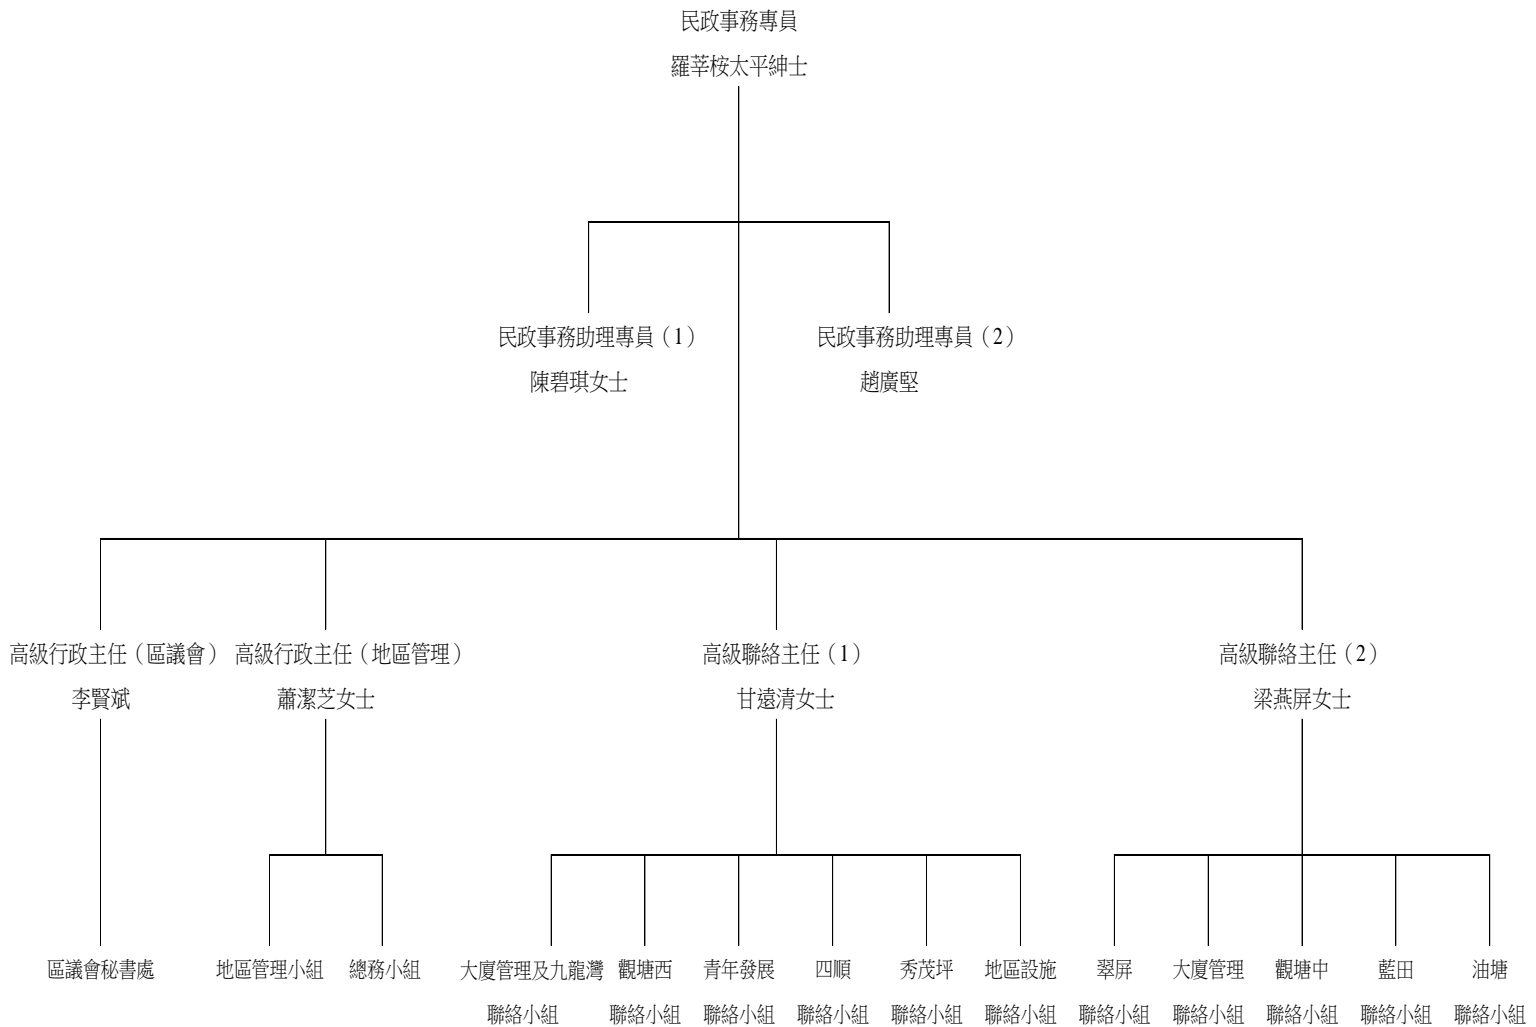 民政事務專員
羅莘桉太平紳士
民政事務助理專員（1）
陳碧琪女士
民政事務助理專員（2）
趙廣堅
高級行政主任（區議會）
李賢斌
高級行政主任（地區管理）
蕭潔芝女士
高級聯絡主任（1）
甘遠清女士
高級聯絡主任（2）
梁燕屏女士
區議會秘書處
地區管理小組
總務小組
大廈管理及九龍灣
聯絡小組
觀塘西
聯絡小組
青年發展
聯絡小組
四順
聯絡小組
秀茂坪
聯絡小組
地區設施
聯絡小組
翠屏
聯絡小組
大廈管理
聯絡小組
觀塘中
聯絡小組
藍田
聯絡小組
油塘
聯絡小組